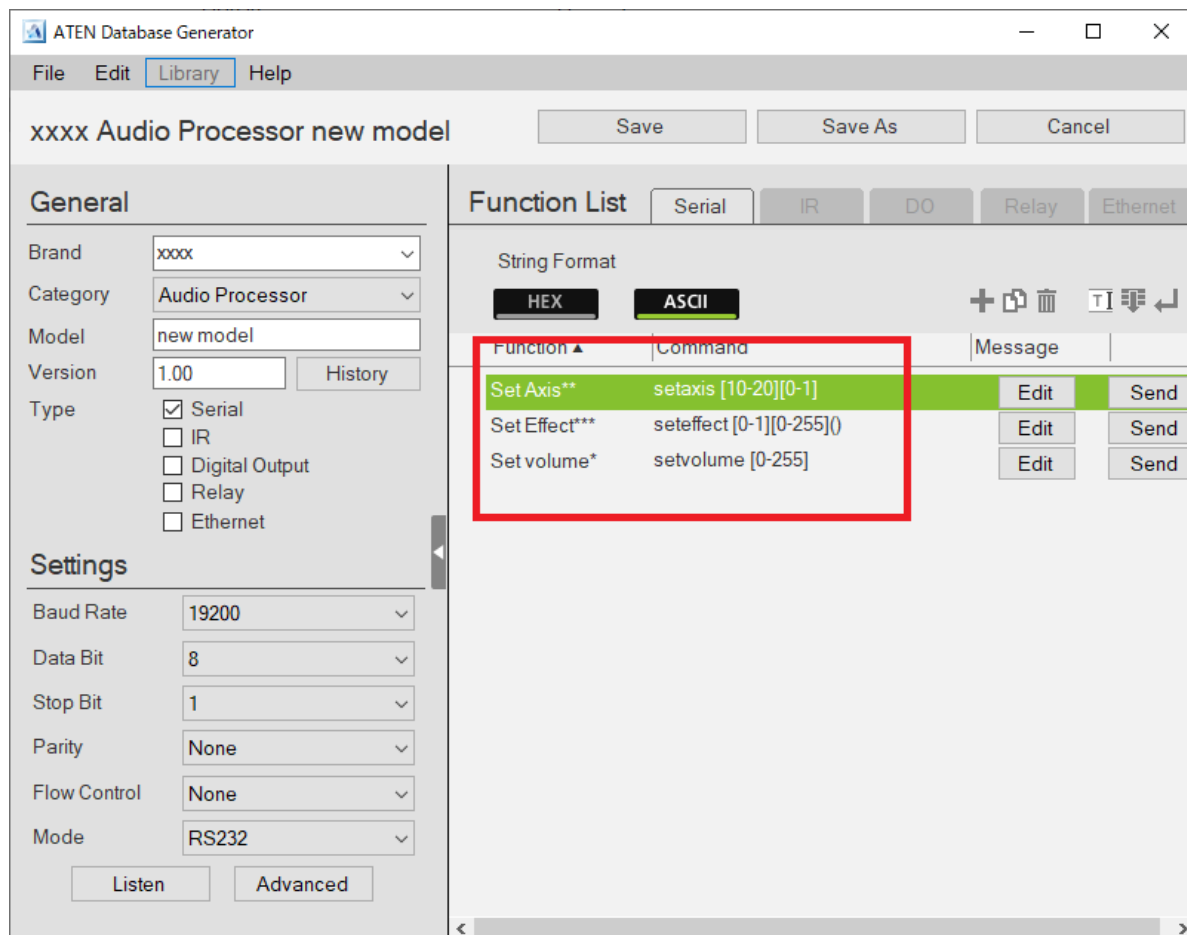 ATEN Database Generator
File Edit Library Help
xxxx Audio Processor new model
Save Save As Cancel
General
Brand xxxx
Category Audio Processor
Model new model
Version 1.00 History
Type Serial
IR
Digital Output
Relay
Ethernet
Settings
Baud Rate 19200
Data Bit 8
Stop Bit 1
Parity None
Flow Control None
Mode RS232
Listen Advanced
Function List Serial IR DO Relay Ethernet
String Format
HEX ASCII
Function ▲ Command Message
Set Axis** setaxis [10-20][0-1] Edit Send
Set Effect*** seteffect [0-1][0-255]() Edit Send
Set volume* setvolume [0-255] Edit Send